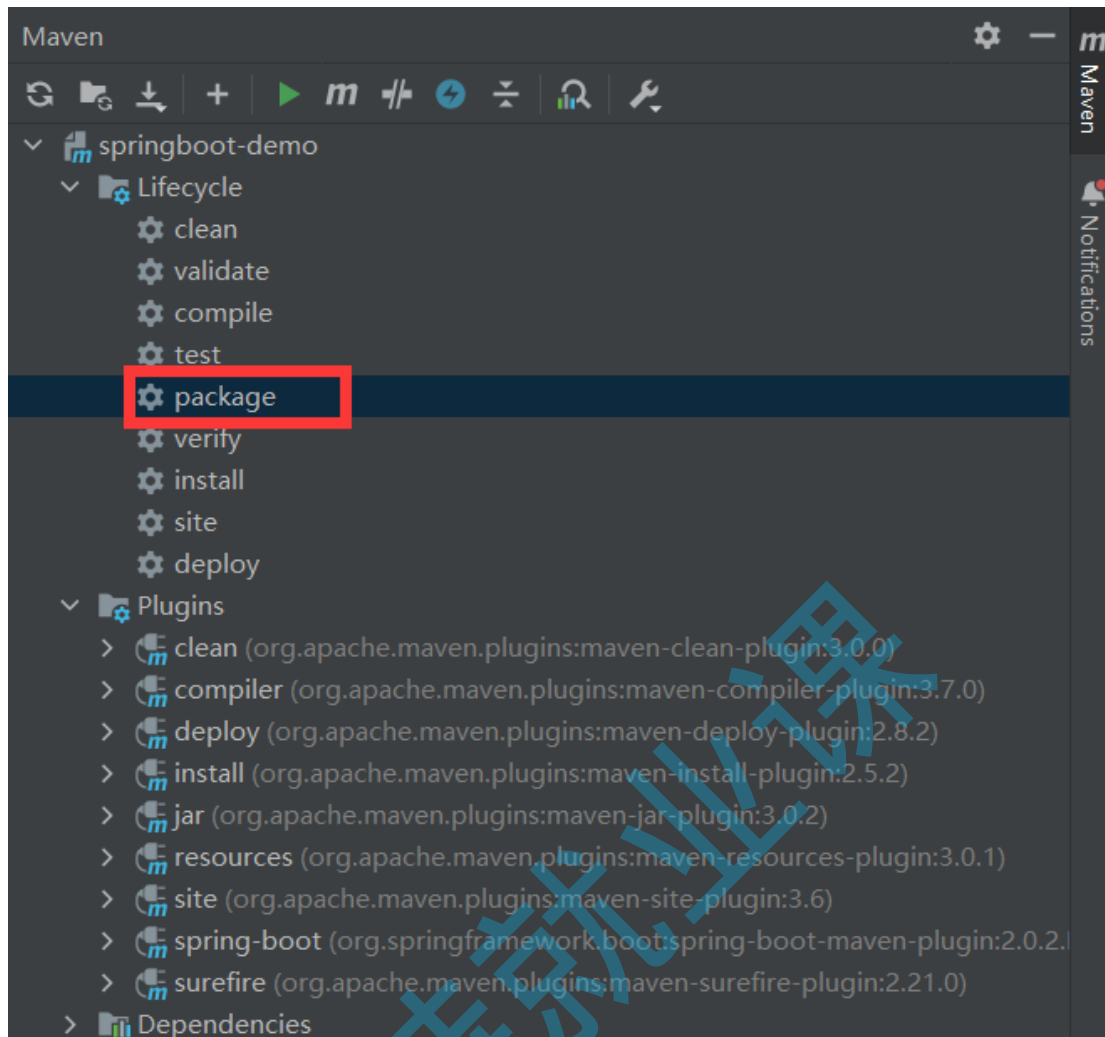 Maven
m
Maven
Notifications
m
springboot-demo
Lifecycle
clean
validate
compile
test
package
verify
install
site
deploy
Plugins
clean (org.apache.maven.plugins:maven-clean-plugin:3.0.0)
compiler (org.apache.maven.plugins:maven-compiler-plugin:3.7.0)
deploy (org.apache.maven.plugins:maven-deploy-plugin:2.8.2)
install (org.apache.maven.plugins:maven-install-plugin:2.5.2)
jar (org.apache.maven.plugins:maven-jar-plugin:3.0.2)
resources (org.apache.maven.plugins:maven-resources-plugin:3.0.1)
site (org.apache.maven.plugins:maven-site-plugin:3.6)
spring-boot (org.springframework.boot:spring-boot-maven-plugin:2.0.2.
surefire (org.apache.maven.plugins:maven-surefire-plugin:2.21.0)
Dependencies
就业课